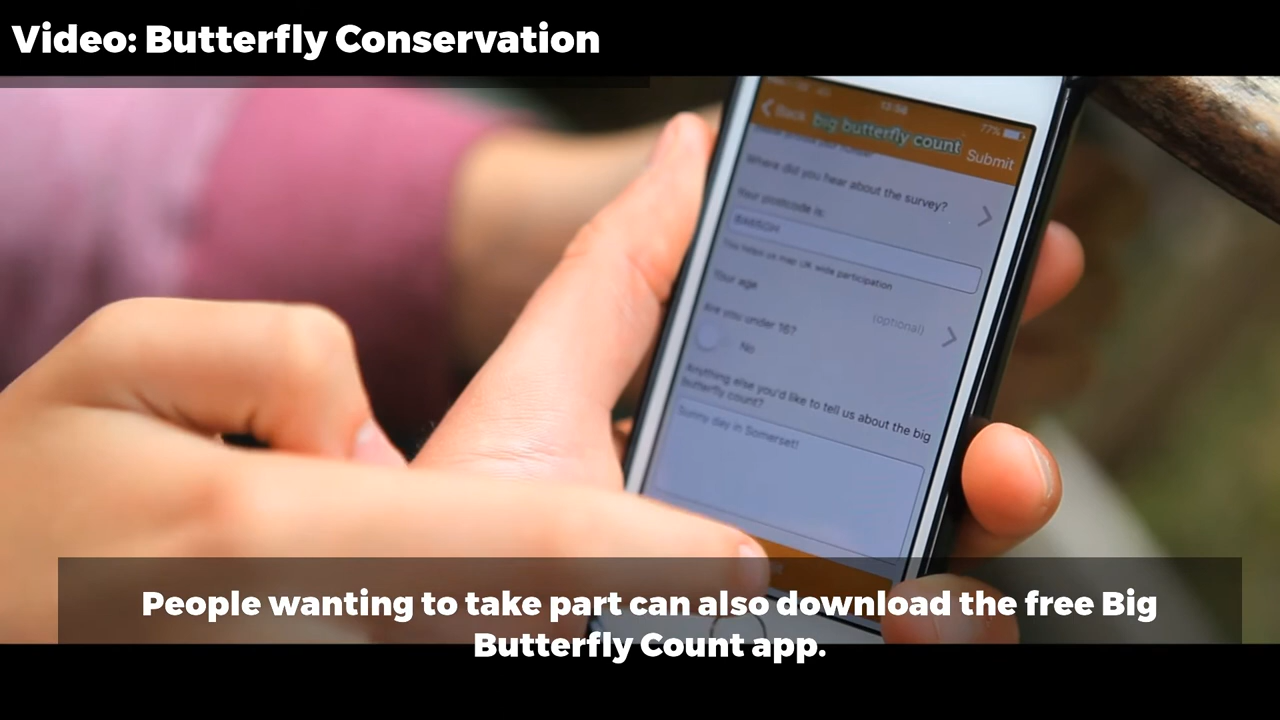 Video: Butterfly Conservation
13:58
77%
Back
big butterfly count
Submit
Where did you hear about the survey?
Your postcode is:
This helps us map UK wide participation
Your age
(optional)
Are you under 16?
No
Anything else you'd like to tell us about the big
butterfly count?
Sunny day in Somerset!
People wanting to take part can also download the free Big
Butterfly Count app.